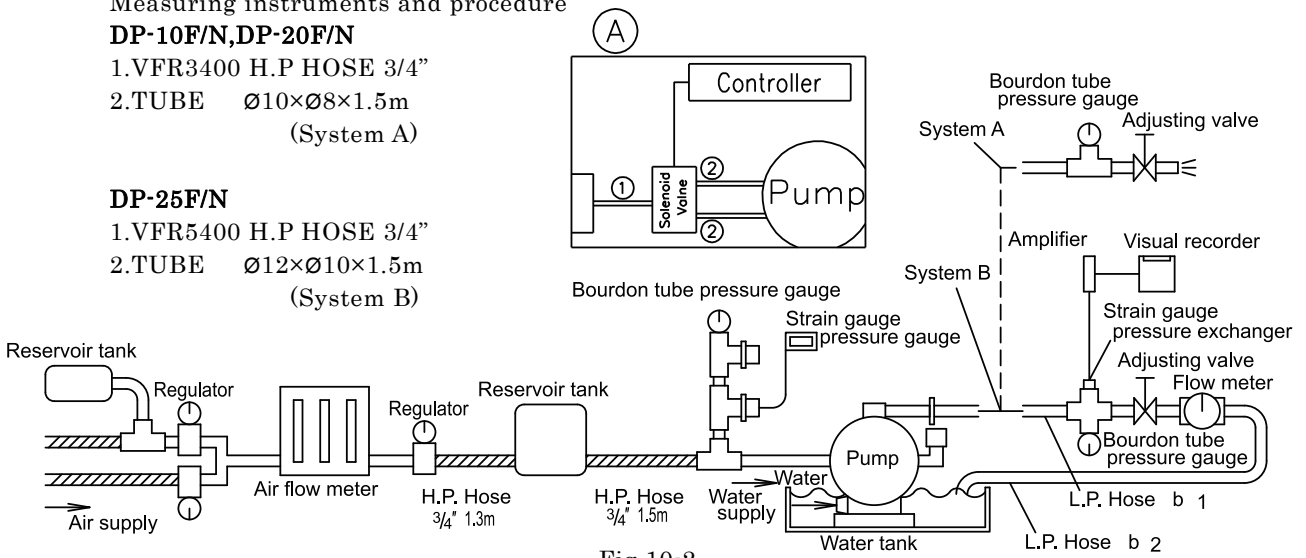 Measuring instruments and procedure
DP-10F/N,DP-20F/N
1.VFR3400 H.P HOSE 3/4”
2.TUBE Ø10×Ø8×1.5m
(System A)
DP-25F/N
1.VFR5400 H.P HOSE 3/4”
2.TUBE Ø12×Ø10×1.5m
(System B)
A
Controller
1
Solenoid
Valne
2
2
Pump
Bourdon tube
pressure gauge
System A
Adjusting valve
Amplifier
Visual recorder
System B
Strain gauge
pressure exchanger
Adjusting valve
Flow meter
Bourdon tube
pressure gauge
Bourdon tube pressure gauge
Strain gauge
pressure gauge
Reservoir tank
Regulator
Air flow meter
Regulator
Reservoir tank
Air supply
H.P. Hose
3/4" 1.3m
H.P. Hose
3/4" 1.5m
Water
supply
Water
Pump
Water tank
L.P. Hose b 1
L.P. Hose b 2
Fig.10-2